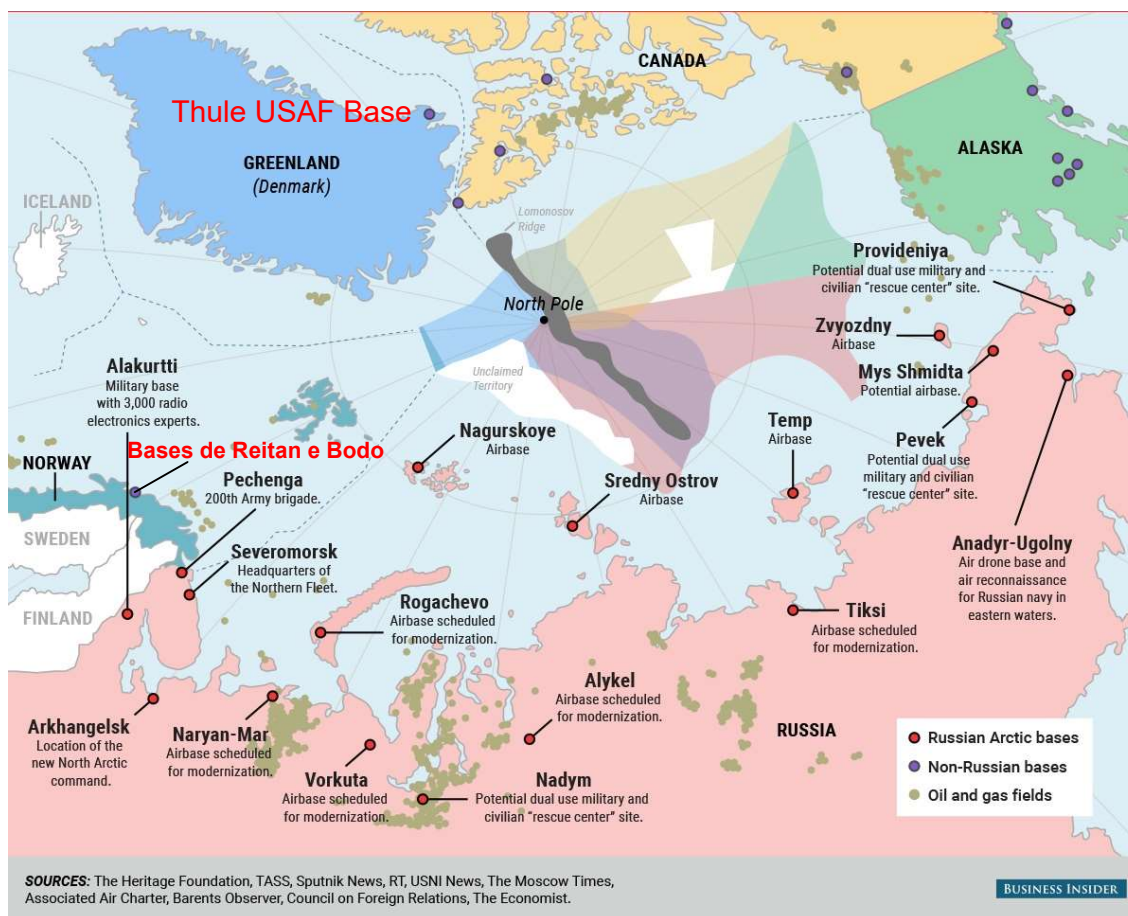 CANADA
Thule USAF Base
GREENLAND
(Denmark)
ALASKA
ICELAND
Lomonosov
Ridge
North Pole
Provideniya
Potential dual use military and
civilian “rescue center” site.
Zvyozdny
Airbase
Mys Shmidta
Potential airbase.
Pevek
Potential dual use
military and civilian
“rescue center” site.
Alakurtti
Military base
with 3,000 radio
electronics experts.
Unclaimed
Territory
Nagurskoye
Airbase
Temp
Airbase
Bases de Reitan e Bodo
NORWAY
Pechenga
200th Army brigade.
Sredny Ostrov
Airbase
SWEDEN
Severomorsk
Headquarters of
the Northern Fleet.
Anadyr-Ugolny
Air drone base and
air reconnaissance
for Russian navy in
eastern waters.
FINLAND
Rogachevo
Airbase scheduled
for modernization.
Tiksi
Airbase scheduled
for modernization.
Alykel
Airbase scheduled
for modernization.
Arkhangelsk
Location of the
new North Arctic
command.
Naryan-Mar
Airbase scheduled
for modernization.
RUSSIA
Vorkuta
Airbase scheduled
for modernization.
Nadym
Potential dual use military and
civilian “rescue center” site.
Russian Arctic bases
Non-Russian bases
Oil and gas fields
SOURCES: The Heritage Foundation, TASS, Sputnik News, RT, USNI News, The Moscow Times,
Associated Air Charter, Barents Observer, Council on Foreign Relations, The Economist.
BUSINESS INSIDER